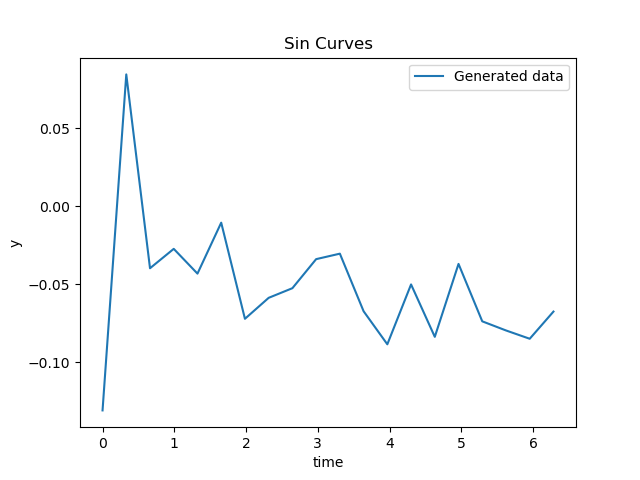 Sin Curves
Generated data
0.05
0.00
−0.05
−0.10
y
0 1 2 3 4 5 6
time